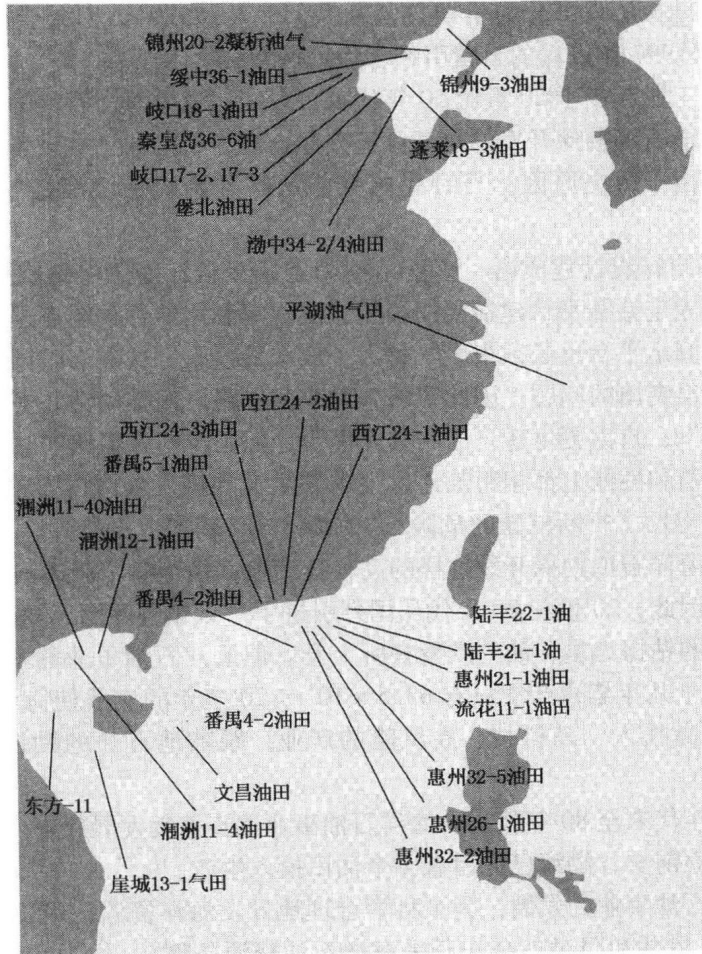 锦州20-2凝析油气
绥中36-1油田
锦州9-3油田
岐口18-1油田
秦皇岛36-6油
蓬莱19-3油田
岐口17-2、17-3
堡北油田
渤中34-2/4油田
平湖油气田
西江24-2油田
西江24-3油田
西江24-1油田
番禺5-1油田
涠洲11-40油田
涠洲12-1油田
番禺4-2油田
陆丰22-1油
陆丰21-1油
惠州21-1油田
流花11-1油田
番禺4-2油田
惠州32-5油田
文昌油田
东方-11
惠州26-1油田
涠洲11-4油田
惠州32-2油田
崖城13-1气田